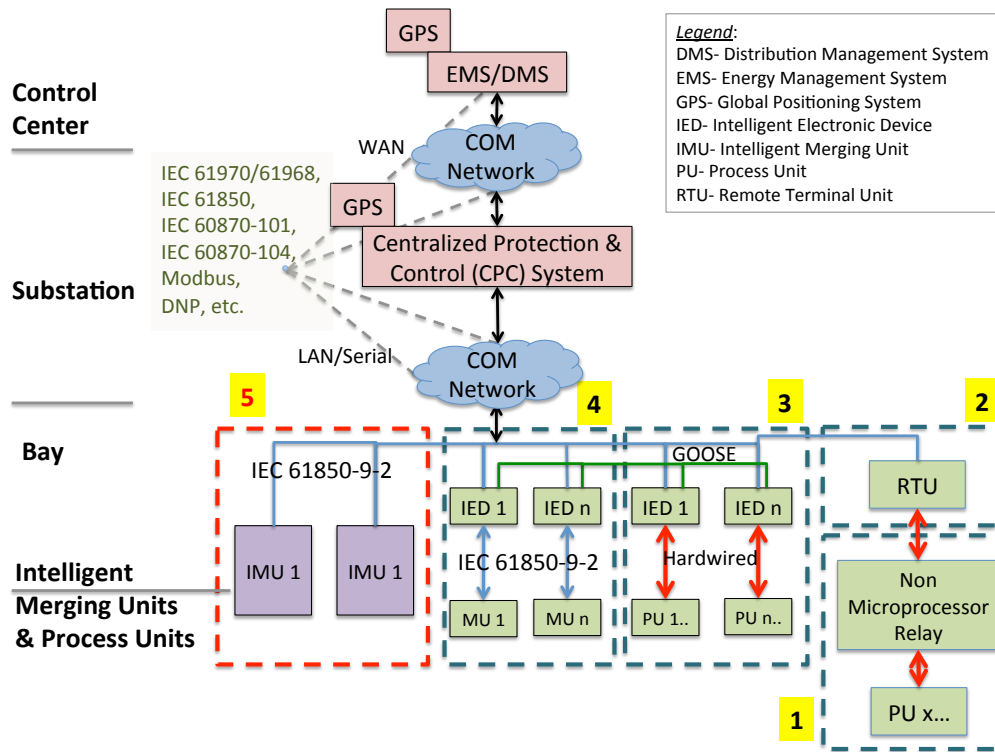 GPS
EMS/DMS
Legend:
DMS- Distribution Management System
EMS- Energy Management System
GPS- Global Positioning System
IED- Intelligent Electronic Device
IMU- Intelligent Merging Unit
PU- Process Unit
RTU- Remote Terminal Unit
Control
Center
WAN
COM
Network
IEC 61970/61968,
IEC 61850,
IEC 60870-101,
IEC 60870-104,
Modbus,
DNP, etc.
GPS
Centralized Protection &
Control (CPC) System
Substation
LAN/Serial
COM
Network
5
4
3
2
Bay
IEC 61850-9-2
GOOSE
IED 1
IED n
IED 1
IED n
RTU
IMU 1
IMU 1
IEC 61850-9-2
Hardwired
Intelligent
Merging Units
& Process Units
MU 1
MU n
PU 1..
PU n..
Non
Microprocessor
Relay
1
PU x...